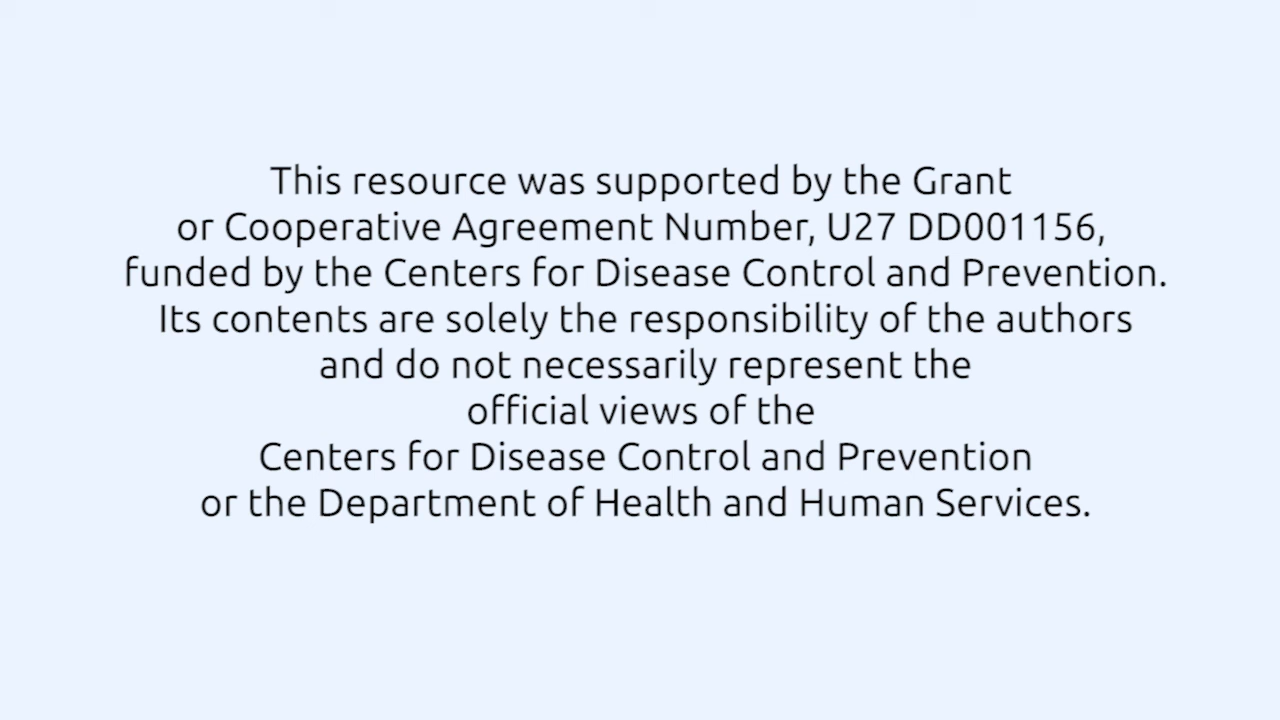 This resource was supported by the Grant
or Cooperative Agreement Number, U27 DD001156,
funded by the Centers for Disease Control and Prevention.
Its contents are solely the responsibility of the authors
and do not necessarily represent the
official views of the
Centers for Disease Control and Prevention
or the Department of Health and Human Services.